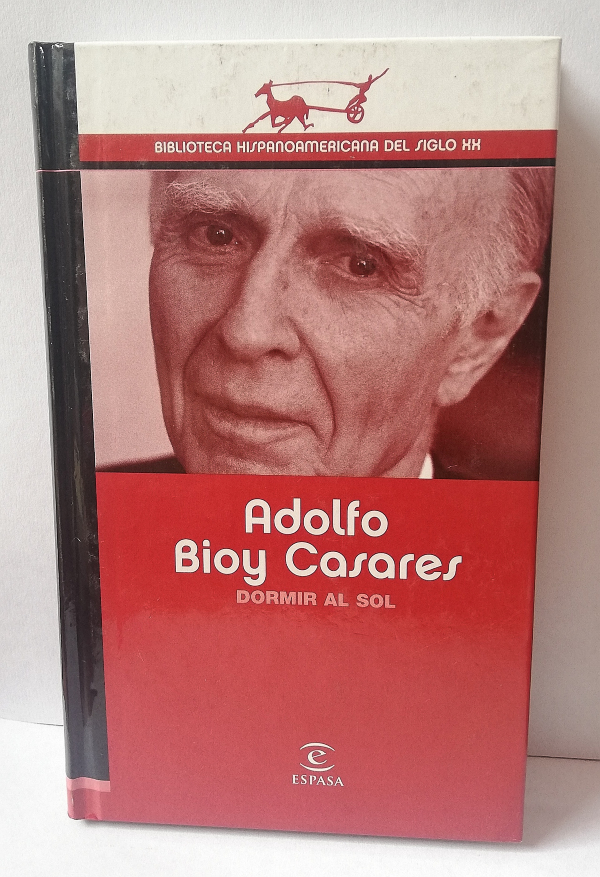 BIBLIOTECA HISPANOAMERICANA DEL SIGLO XX
Adolfo
Bioy Casares
DORMIR AL SOL
e
ESPASA